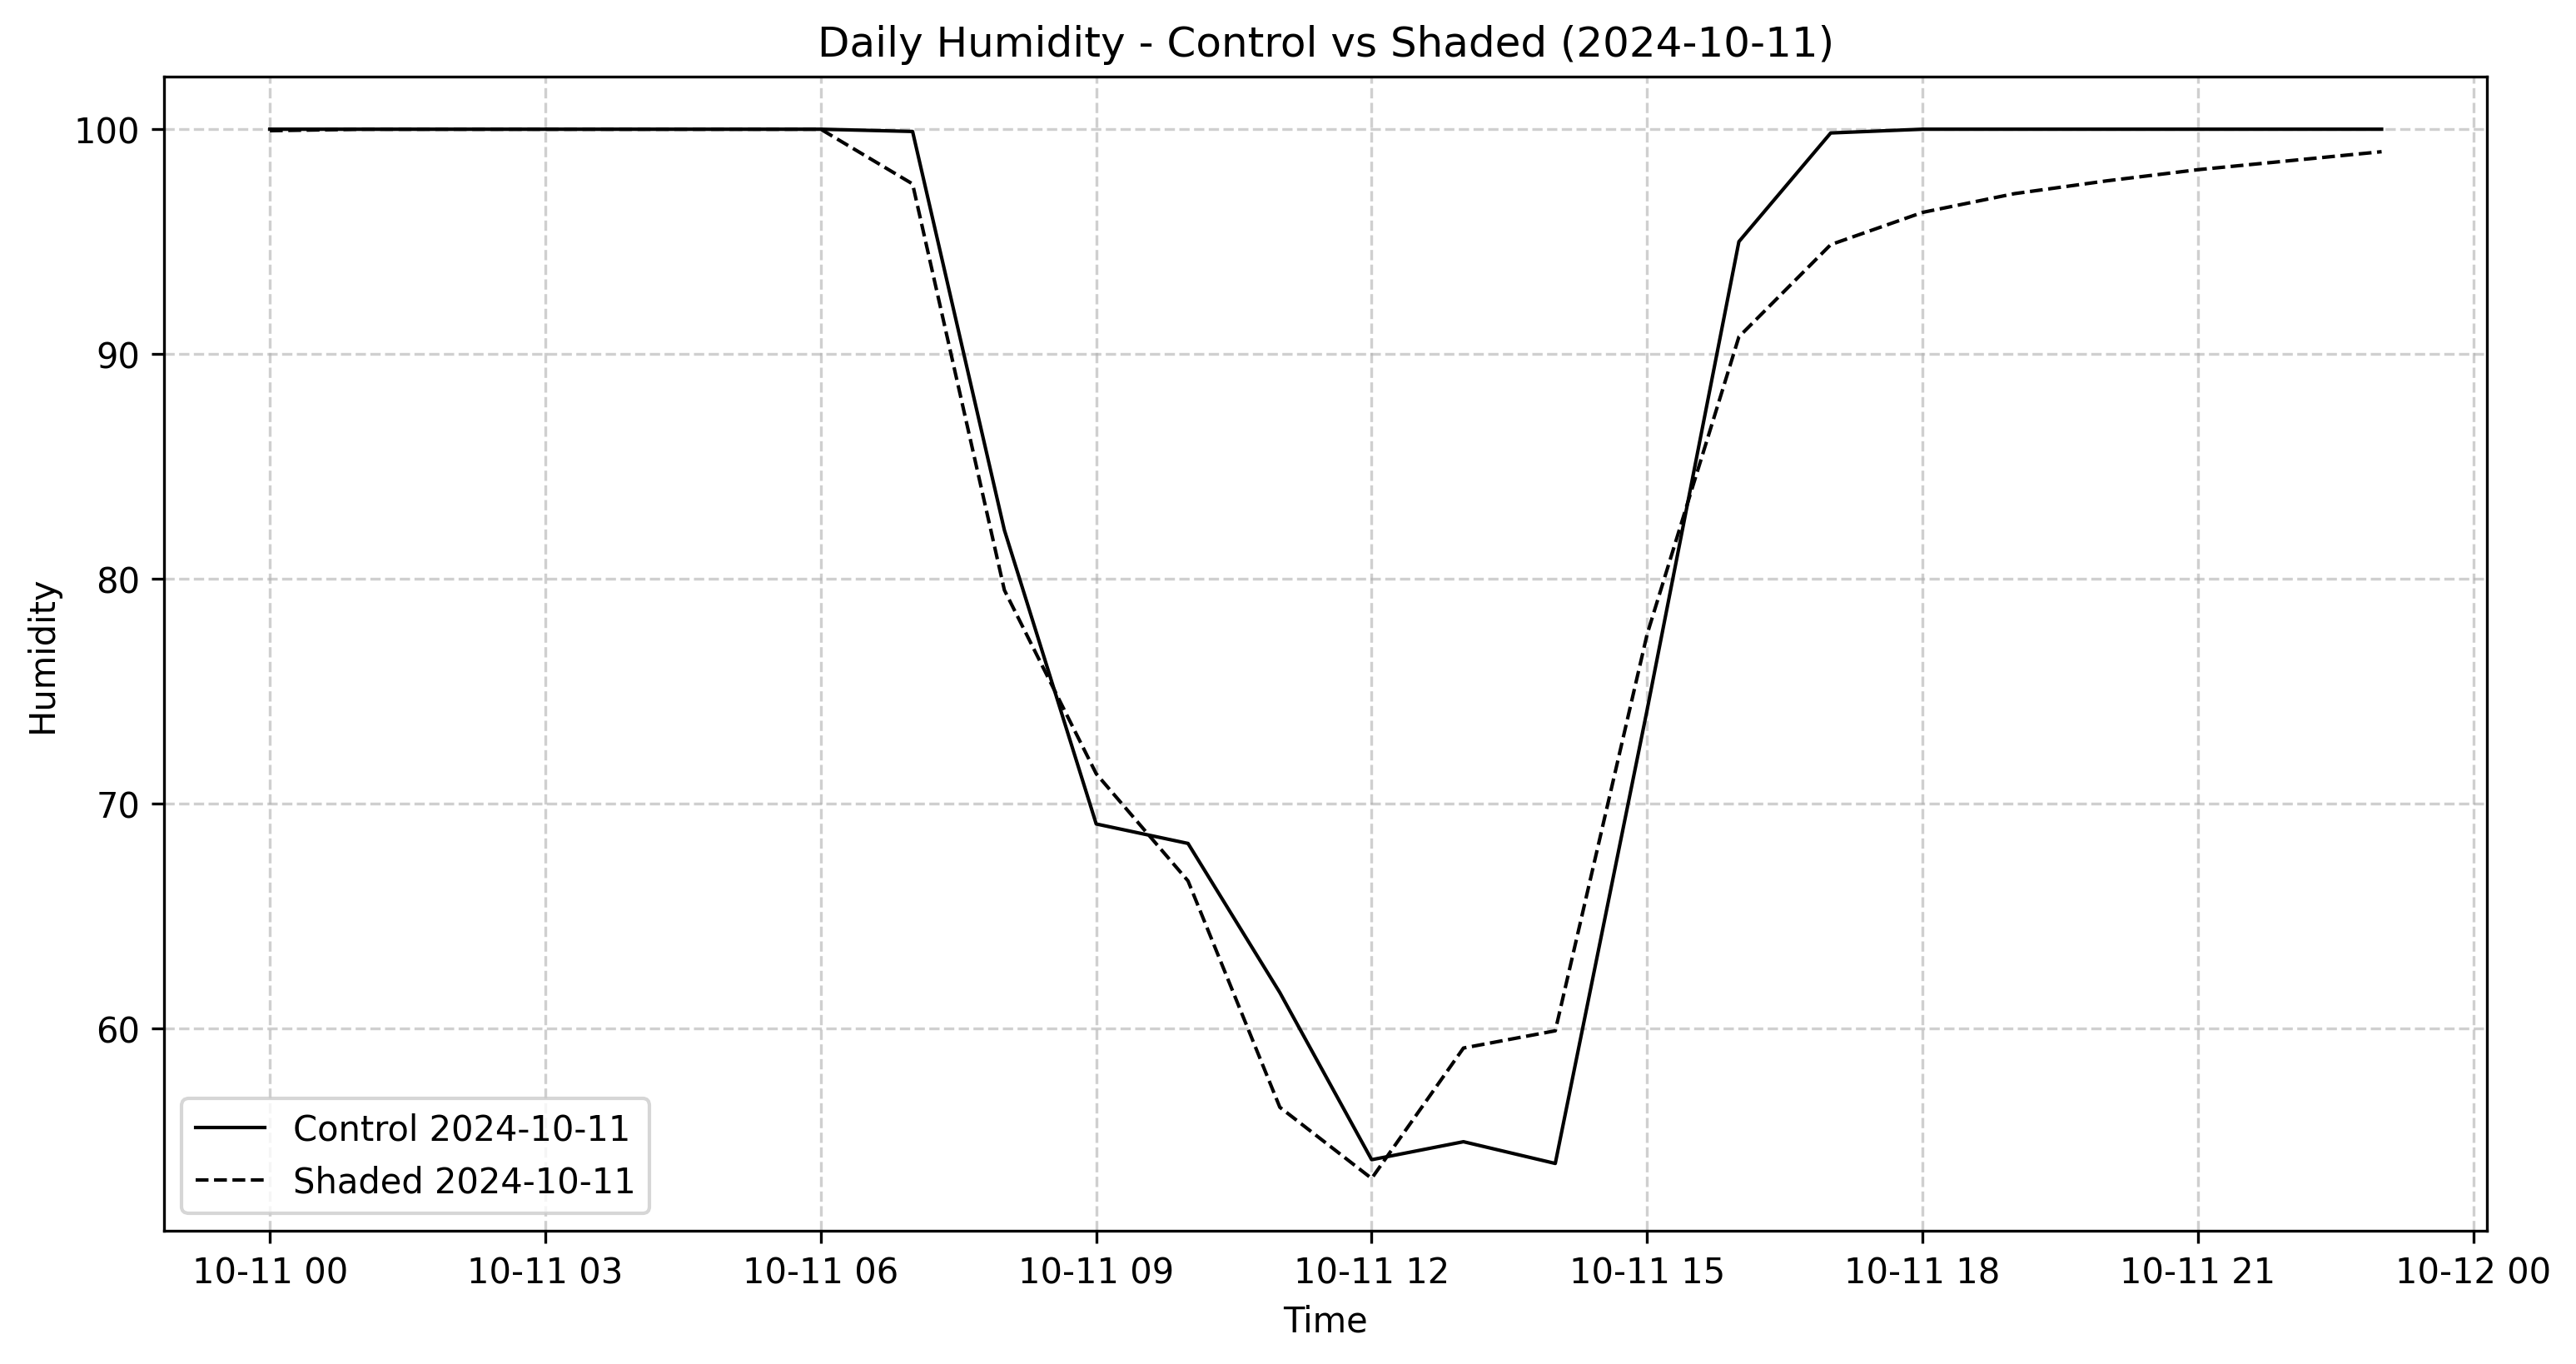 Daily Humidity - Control vs Shaded (2024-10-11)
100
90
80
70
60
Humidity
Control 2024-10-11
Shaded 2024-10-11
10-11 00 10-11 03 10-11 06 10-11 09 10-11 12 10-11 15 10-11 18 10-11 21 10-12 00
Time